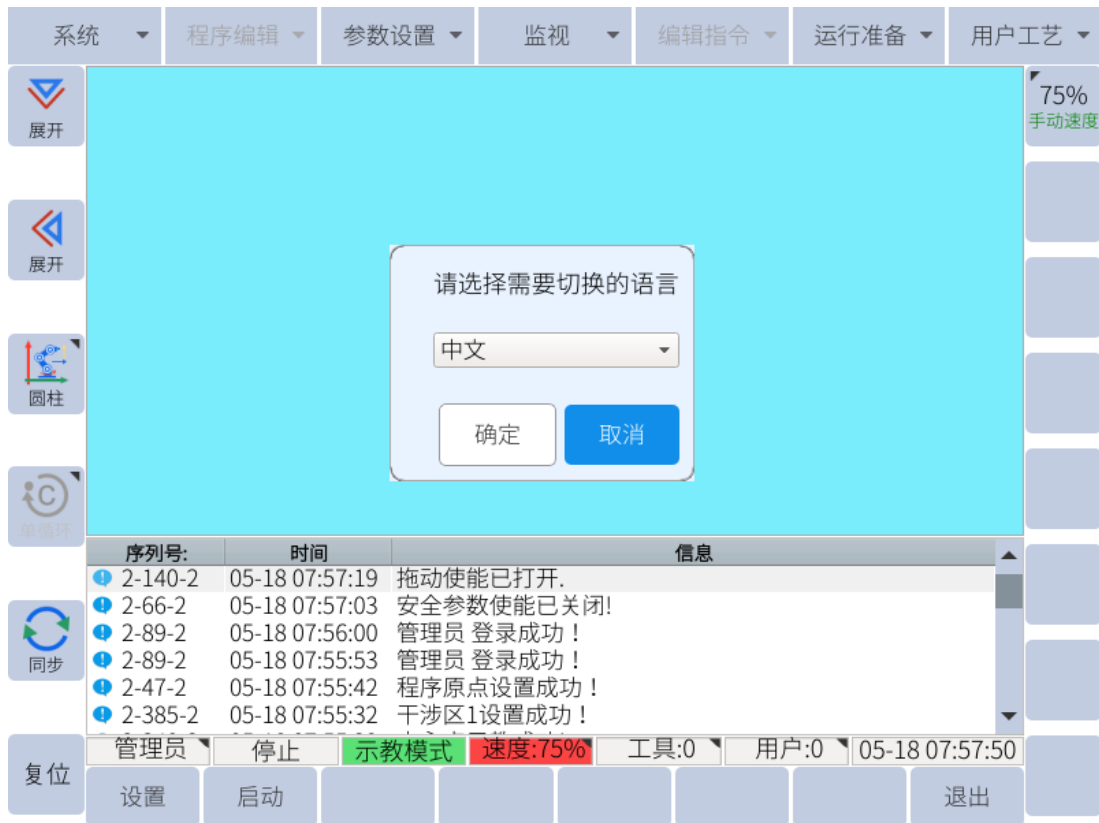 系统 程序编辑 参数设置 监视 编辑指令 运行准备 用户工艺
展开
75%
手动速度
展开
请选择需要切换的语言
中文
圆柱
确定 取消
单循环
序列号: 时间 信息
2-140-2 05-18 07:57:19 拖动使能已打开.
2-66-2 05-18 07:57:03 安全参数使能已关闭!
2-89-2 05-18 07:56:00 管理员 登录成功！
2-89-2 05-18 07:55:53 管理员 登录成功！
同步
2-47-2 05-18 07:55:42 程序原点设置成功！
2-385-2 05-18 07:55:32 干涉区1设置成功！
管理员 停止 示教模式 速度:75% 工具:0 用户:0 05-18 07:57:50
复位
设置 启动 退出